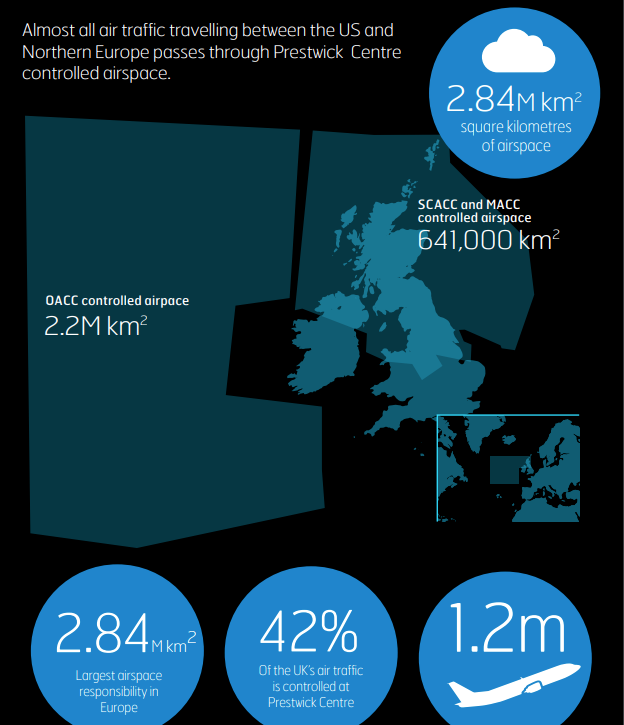 Almost all air traffic travelling between the US and
Northern Europe passes through Prestwick Centre
controlled airspace.
2.84M km²
square kilometres
of airspace
SCACC and MACC
controlled airspace
641,000 km²
OACC controlled airpace
2.2M km²
2.84M km²
Largest airspace
responsibility in
Europe
42%
Of the UK's air traffic
is controlled at
Prestwick Centre
1.2m